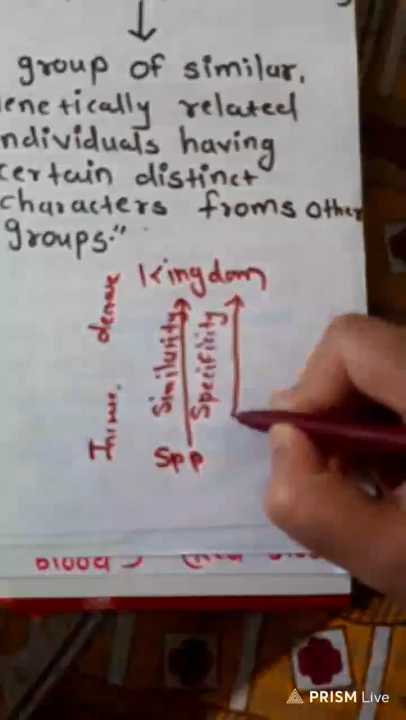 group of similar,
enetically related
ndividuals having
certain distinct
characters froms other
groups."
Kingdom
Similarity
Specificity
Spp
PRISM Live